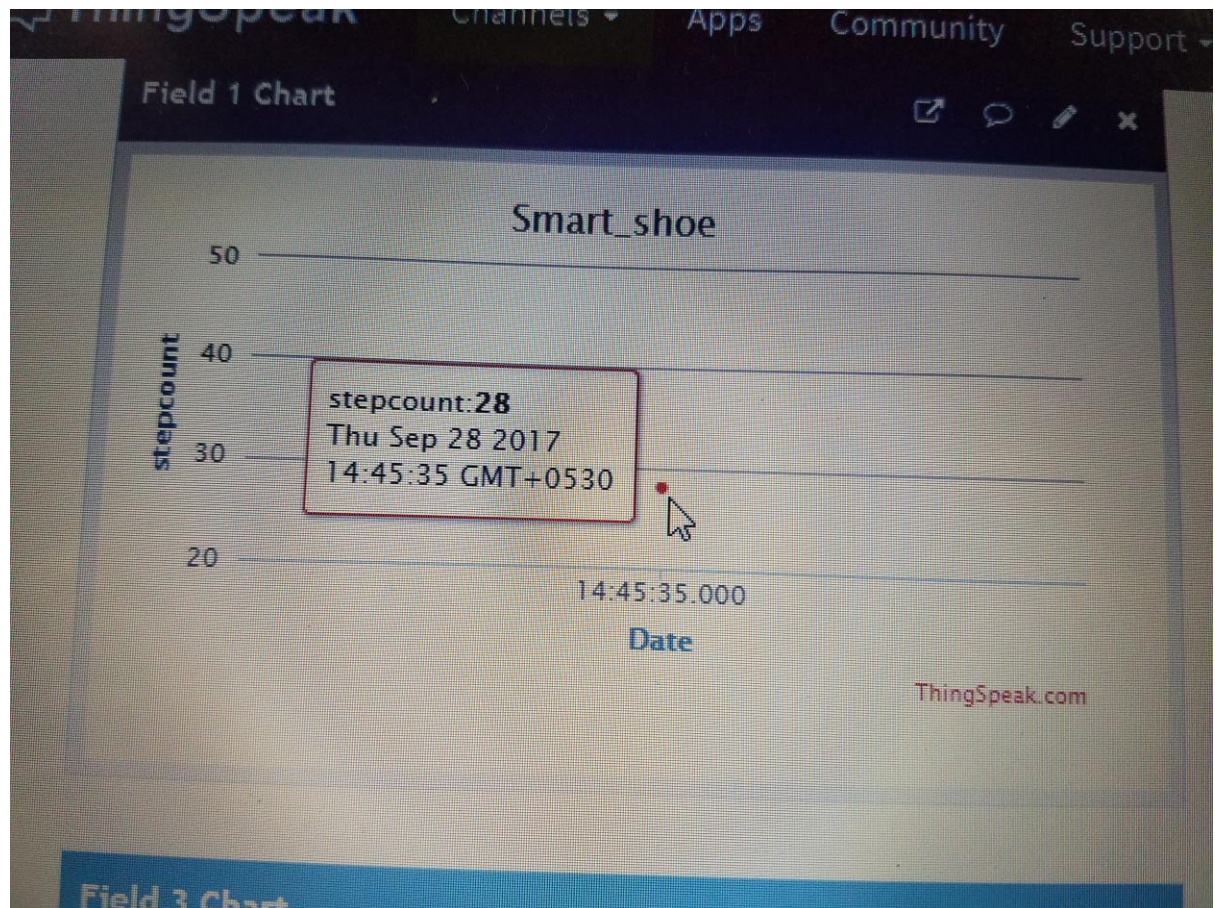 ThingSpeak Channels Apps Community Support
Field 1 Chart
Smart_shoe
50
40
30
20
stepcount
stepcount:28
Thu Sep 28 2017
14:45:35 GMT+0530
14:45:35.000
Date
ThingSpeak.com
Field 3 Chart